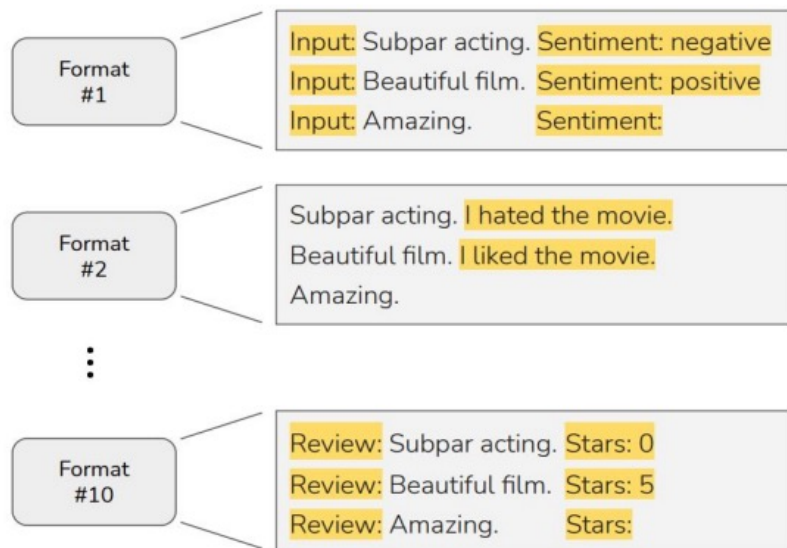 Format
#1
Input: Subpar acting. Sentiment: negative
Input: Beautiful film. Sentiment: positive
Input: Amazing. Sentiment:
Format
#2
Subpar acting. I hated the movie.
Beautiful film. I liked the movie.
Amazing.
Format
#10
Review: Subpar acting. Stars: 0
Review: Beautiful film. Stars: 5
Review: Amazing. Stars: